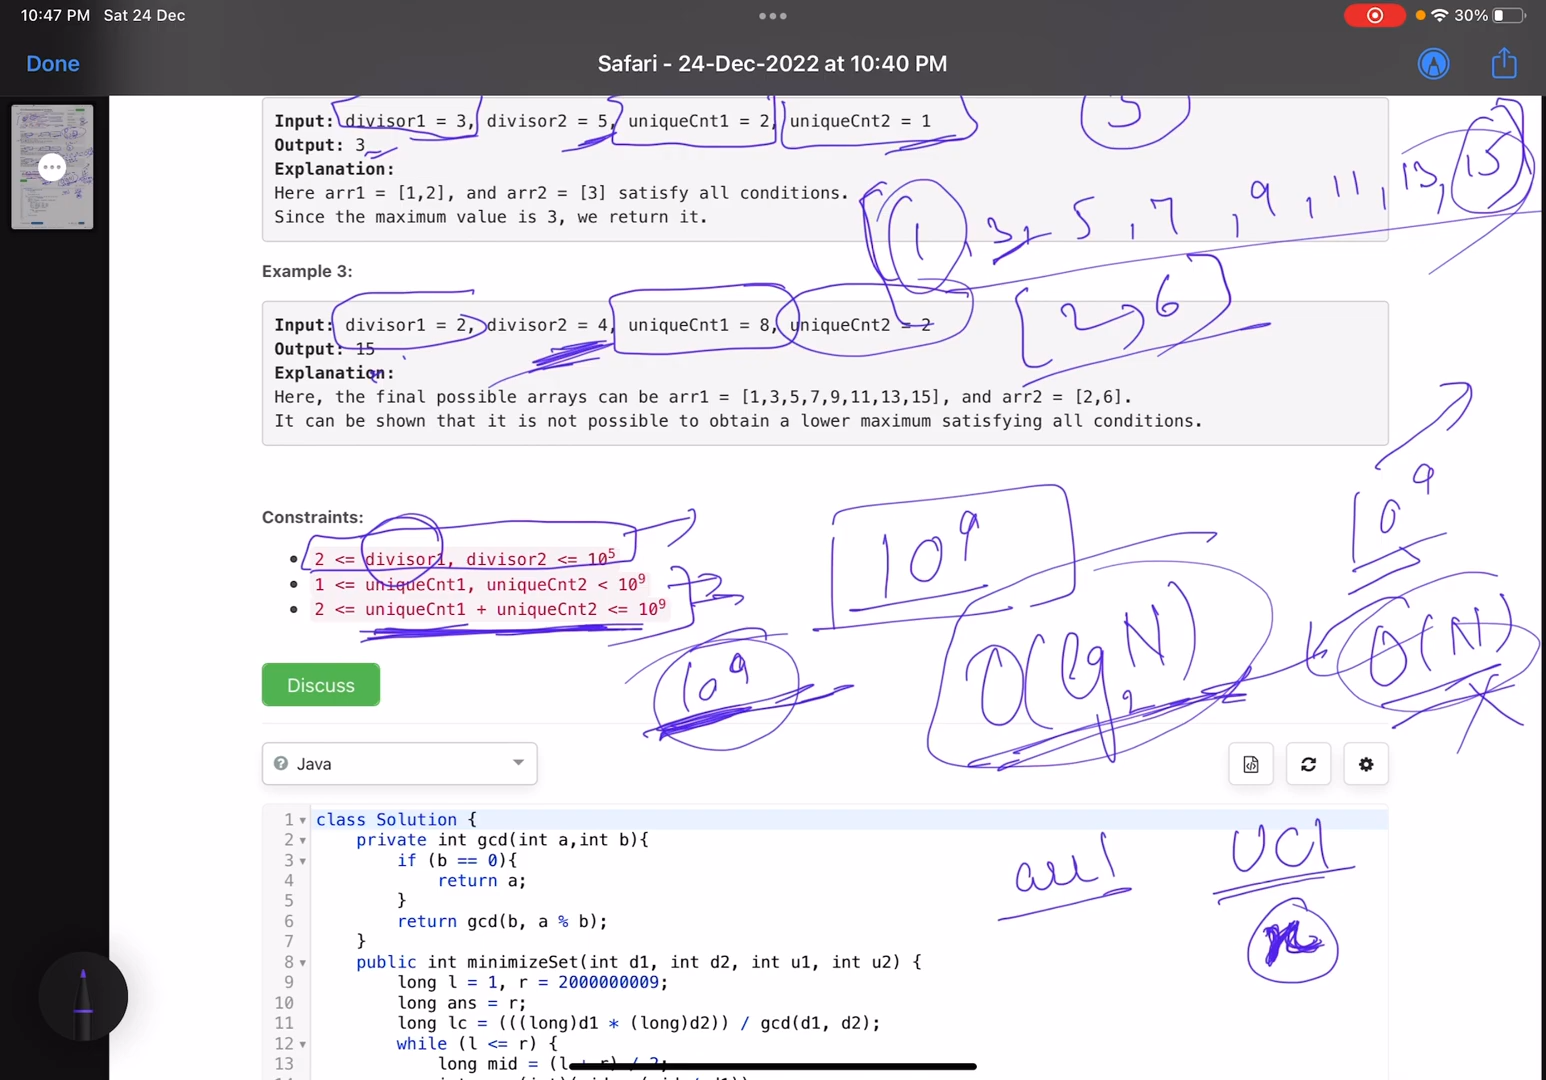 10:47 PM Sat 24 Dec
30%
Done
Safari - 24-Dec-2022 at 10:40 PM
Input: divisor1 = 3, divisor2 = 5, uniqueCnt1 = 2, uniqueCnt2 = 1
3
Output: 3
Explanation:
Here arr1 = [1,2], and arr2 = [3] satisfy all conditions.
Since the maximum value is 3, we return it.
[1, 3, 5, 7, 9, 11, 13, 15]
Example 3:
[2, 6]
Input: divisor1 = 2, divisor2 = 4, uniqueCnt1 = 8, uniqueCnt2 = 2
Output: 15
Explanation:
Here, the final possible arrays can be arr1 = [1,3,5,7,9,11,13,15], and arr2 = [2,6].
It can be shown that it is not possible to obtain a lower maximum satisfying all conditions.
10^9
Constraints:
10^9
2 <= divisor1, divisor2 <= 10^5
1 <= uniqueCnt1, uniqueCnt2 < 10^9
2 <= uniqueCnt1 + uniqueCnt2 <= 10^9
10^9
O(lg2 N)
O(N)
Discuss
Java
1 class Solution {
2 private int gcd(int a,int b){
3 if (b == 0){
4 return a;
5 }
6 return gcd(b, a % b);
7 }
arr1
UC1
8 public int minimizeSet(int d1, int d2, int u1, int u2) {
9 long l = 1, r = 2000000009;
10 long ans = r;
11 long lc = (((long)d1 * (long)d2)) / gcd(d1, d2);
12 while (l <= r) {
13 long mid = (l + r) / 2;